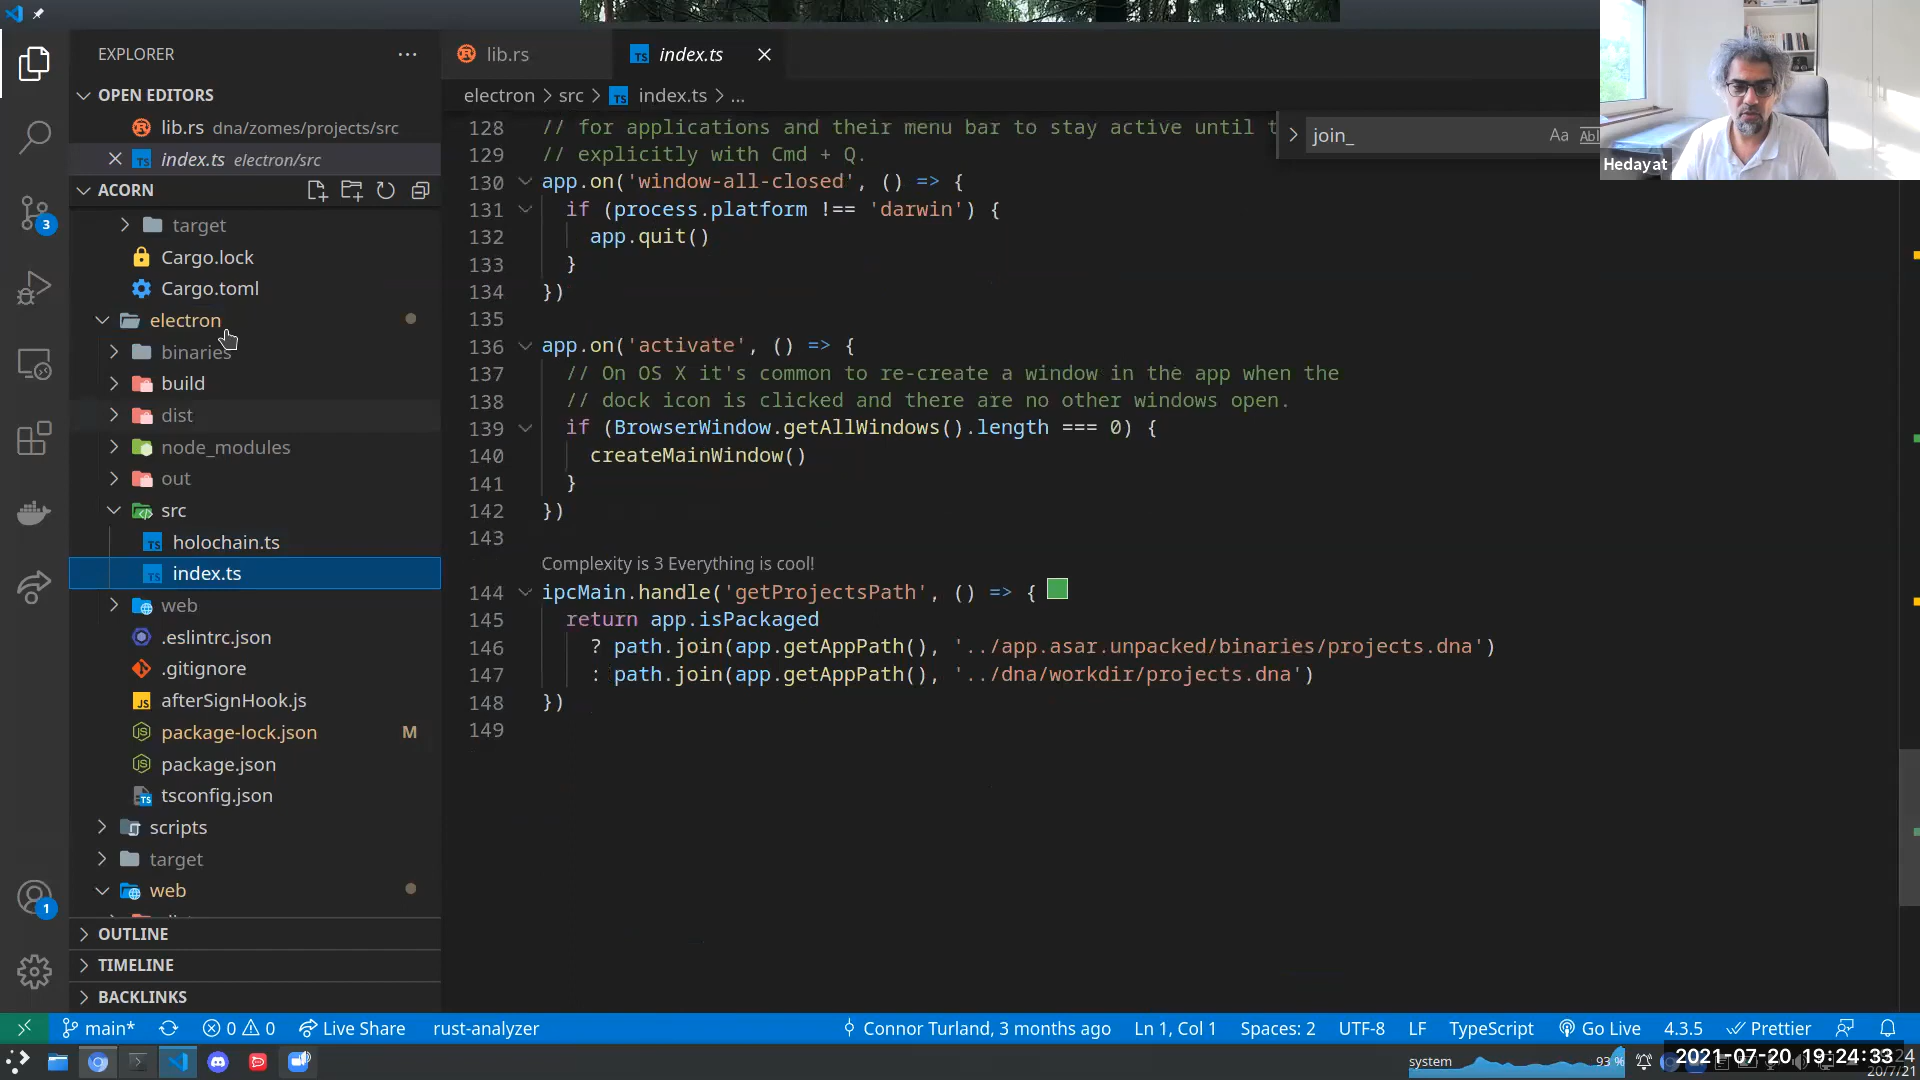 EXPLORER
OPEN EDITORS
lib.rs dna/zomes/projects/src
index.ts electron/src
ACORN
target
Cargo.lock
Cargo.toml
electron
binaries
build
dist
node_modules
out
src
holochain.ts
index.ts
web
.eslintrc.json
.gitignore
afterSignHook.js
package-lock.json M
package.json
tsconfig.json
scripts
target
web
OUTLINE
TIMELINE
BACKLINKS
3
1
lib.rs
index.ts
electron > src > index.ts > ...
join_
Hedayat
128 // for applications and their menu bar to stay active until
129 // explicitly with Cmd + Q.
130 app.on('window-all-closed', () => {
131 if (process.platform !== 'darwin') {
132 app.quit()
133 }
134 })
135
136 app.on('activate', () => {
137 // On OS X it's common to re-create a window in the app when the
138 // dock icon is clicked and there are no other windows open.
139 if (BrowserWindow.getAllWindows().length === 0) {
140 createMainWindow()
141 }
142 })
143
Complexity is 3 Everything is cool!
144 ipcMain.handle('getProjectsPath', () => {
145 return app.isPackaged
146 ? path.join(app.getAppPath(), '../app.asar.unpacked/binaries/projects.dna')
147 : path.join(app.getAppPath(), '../dna/workdir/projects.dna')
148 })
149
main* 0 0 Live Share rust-analyzer Connor Turland, 3 months ago Ln 1, Col 1 Spaces: 2 UTF-8 LF TypeScript Go Live 4.3.5 Prettier
system 93 % 2021-07-20 19:24:33
20/7/21